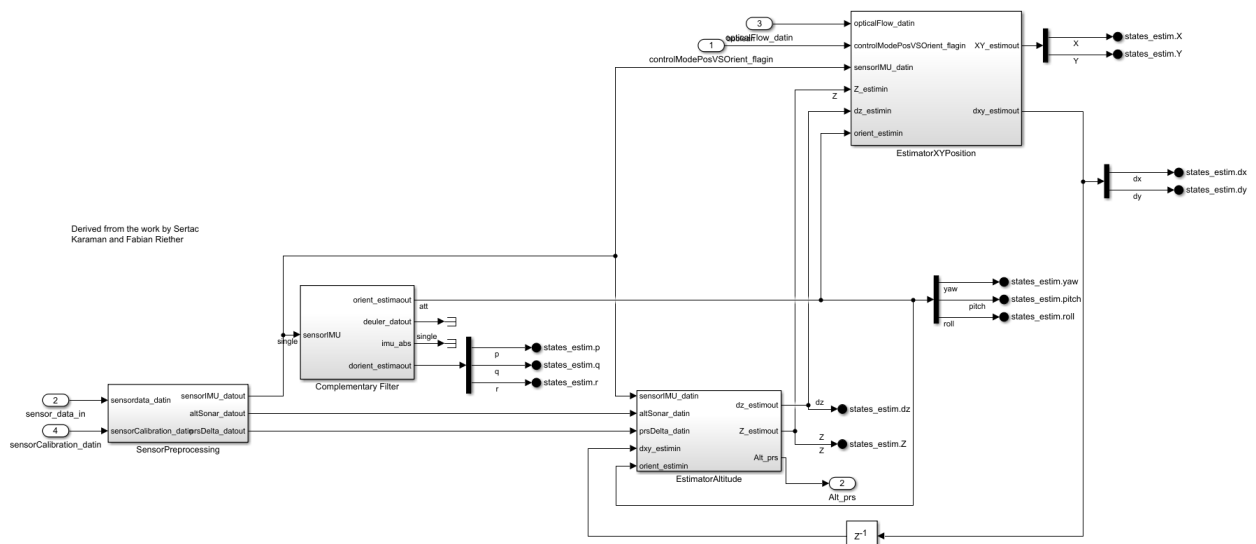 3
opticalFlow_datin
1
controlModePosVSOrient_flagin
opticalFlow_datin
controlModePosVSOrient_flagin
sensorIMU_datin
Z_estimin
dz_estimin
orient_estimin
XY_estimout
dxy_estimout
EstimatorXYPosition
Z
X
Y
states_estim.X
states_estim.Y
dx
dy
states_estim.dx
states_estim.dy
Derived frrom the work by Sertac
Karaman and Fabian Riether
single
sensorIMU
orient_estimaout
deuler_datout
imu_abs
dorient_estimaout
Complementary Filter
att
single
p
q
r
states_estim.p
states_estim.q
states_estim.r
yaw
pitch
roll
states_estim.yaw
states_estim.pitch
states_estim.roll
2
sensor_data_in
4
sensorCalibration_datin
sensordata_datin
sensorCalibration_datin
sensorIMU_datout
altSonar_datout
prsDelta_datout
SensorPreprocessing
sensorIMU_datin
altSonar_datin
prsDelta_datin
dxy_estimin
orient_estimin
dz_estimout
Z_estimout
Alt_prs
EstimatorAltitude
dz
states_estim.dz
Z
Z
states_estim.Z
2
Alt_prs
Z-1